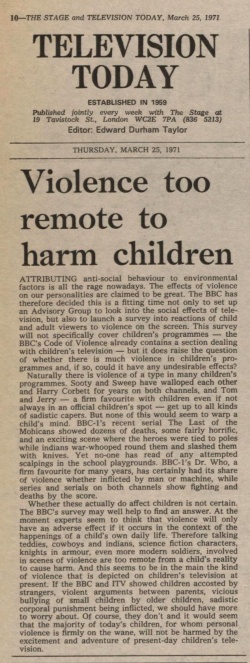 10—THE STAGE and TELEVISION TODAY, March 25, 1971
TELEVISION
TODAY
ESTABLISHED IN 1959
Published jointly every week with The Stage at
19 Tavistock St., London WC2E 7PA (836 5213)
Editor: Edward Durham Taylor
THURSDAY, MARCH 25, 1971
Violence too
remote to
harm children
ATTRIBUTING anti-social behaviour to environmental
factors is all the rage nowadays. The effects of violence
on our personalities are claimed to be great. The BBC has
therefore decided this is a fitting time not only to set up
an Advisory Group to look into the social effects of tele-
vision, but also to launch a survey into reactions of child
and adult viewers to violence on the screen. This survey
will not specifically cover children's programmes — the
BBC's Code of Violence already contains a section dealing
with children's television — but it does raise the question
of whether there is much violence in children's pro-
grammes and, if so, could it have any undesirable effects?
Naturally there is violence of a type in many children's
programmes. Sooty and Sweep have walloped each other
and Harry Corbett for years on both channels, and Tom
and Jerry — a firm favourite with children even if not
always in an official children's spot — get up to all kinds
of sadistic capers. But none of this would seem to warp a
child's mind. BBC-1's recent serial The Last of the
Mohicans showed dozens of deaths, some fairly horrific,
and an exciting scene where the heroes were tied to poles
while indians war-whooped round them and slashed them
with knives. Yet no-one has read of any attempted
scalpings in the school playgrounds. BBC-1's Dr. Who, a
firm favourite for many years, has certainly had its share
of violence whether inflicted by man or machine, while
series and serials on both channels show fighting and
deaths by the score.
Whether these actually do affect children is not certain.
The BBC's survey may well help to find an answer. At the
moment experts seem to think that violence will only
have an adverse effect if it occurs in the context of the
happenings of a child's own daily life. Therefore talking
teddies, cowboys and indians, science fiction characters,
knights in armour, even more modern soldiers, involved
in scenes of violence are too remote from a child's reality
to cause harm. And this seems to be in the main the kind
of violence that is depicted on children's television at
present. If the BBC and ITV showed children accosted by
strangers, violent arguments between parents, vicious
bullying of small children by older children, sadistic
corporal punishment being inflicted, we should have more
to worry about. Of course, they don't and it would seem
that the majority of today's children, for whom personal
violence is firmly on the wane, will not be harmed by the
excitement and adventure of present-day children's tele-
vision.